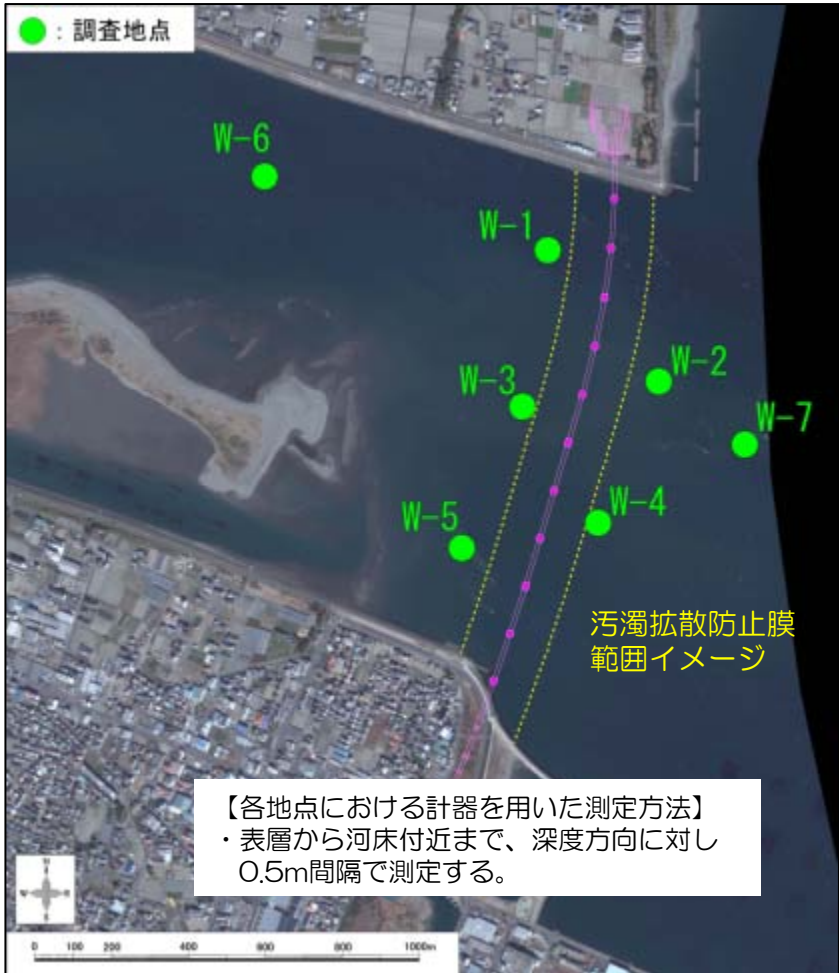 ：調査地点
W-6
W-1
W-3
W-2
W-7
W-5
W-4
汚濁拡散防止膜
範囲イメージ
【各地点における計器を用いた測定方法】
・表層から河床付近まで、深度方向に対し
0.5m間隔で測定する。
0 100 200 400 600 800 1000m